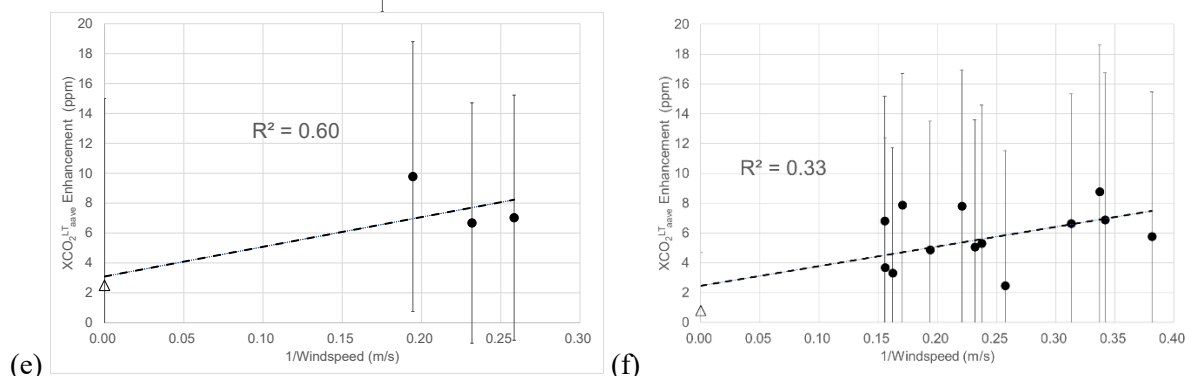 20
18
16
14
12
10
8
6
4
2
0
XCO₂ᴸᵀaave Enhancement (ppm)
R² = 0.60
0.00 0.05 0.10 0.15 0.20 0.25 0.30
1/Windspeed (m/s)
(e)
20
18
16
14
12
10
8
6
4
2
0
XCO₂ᴸᵀaave Enhancement (ppm)
R² = 0.33
0.00 0.05 0.10 0.15 0.20 0.25 0.30 0.35 0.40
1/Windspeed (m/s)
(f)